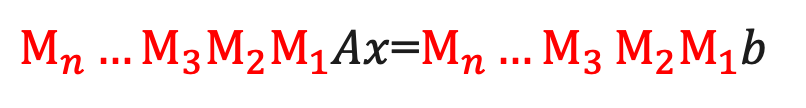 Mₙ … M₃M₂M₁Ax=Mₙ … M₃ M₂M₁b